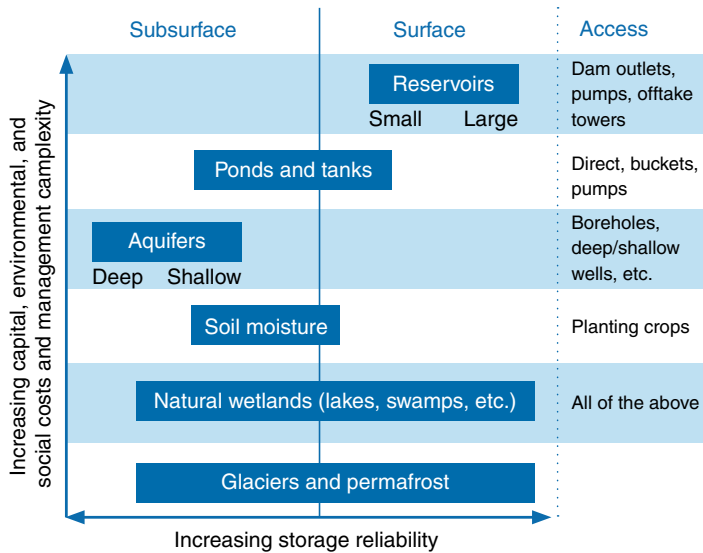 Subsurface
Surface
Access
Increasing capital, environmental, and
social costs and management camplexity
Reservoirs
Small Large
Dam outlets,
pumps, offtake
towers
Ponds and tanks
Direct, buckets,
pumps
Aquifers
Deep Shallow
Boreholes,
deep/shallow
wells, etc.
Soil moisture
Planting crops
Natural wetlands (lakes, swamps, etc.)
All of the above
Glaciers and permafrost
Increasing storage reliability